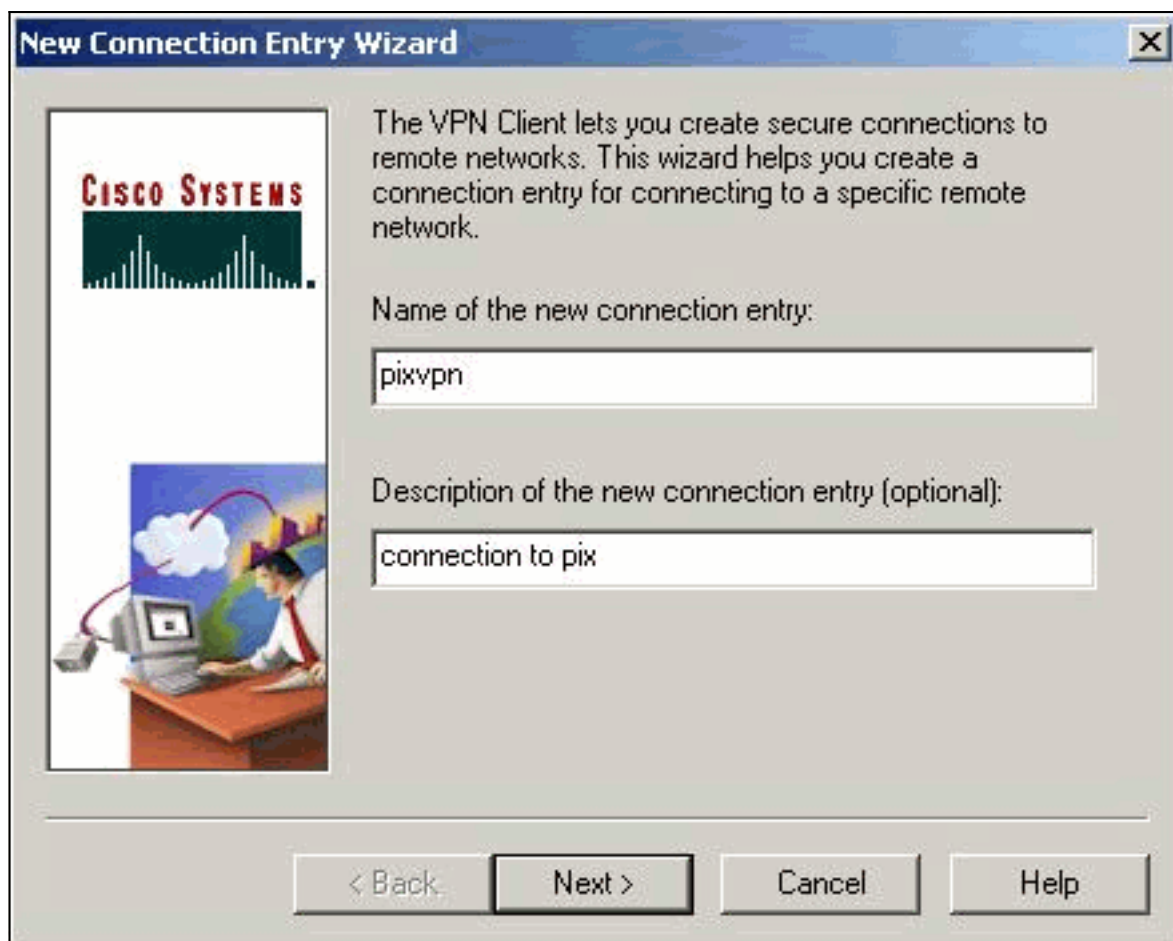 New Connection Entry Wizard
CISCO SYSTEMS
The VPN Client lets you create secure connections to
remote networks. This wizard helps you create a
connection entry for connecting to a specific remote
network.
Name of the new connection entry:
pixvpn
Description of the new connection entry (optional):
connection to pix
< Back
Next >
Cancel
Help